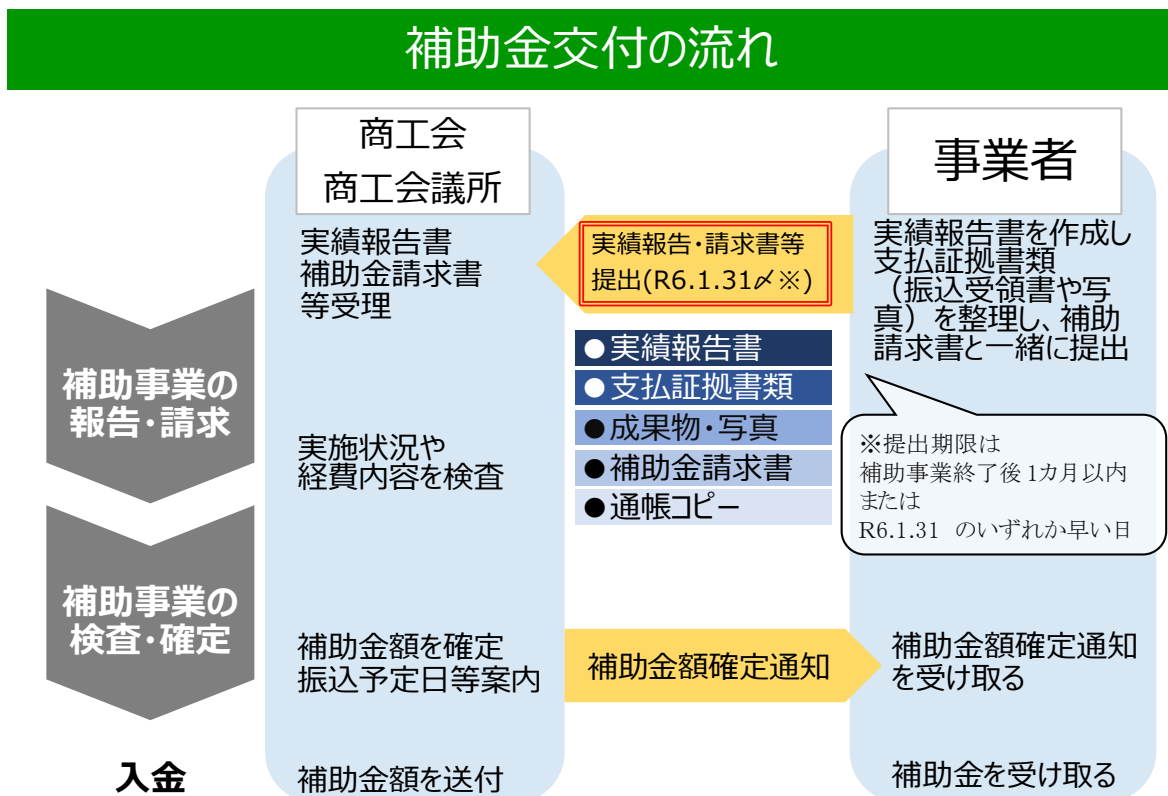 補助金交付の流れ
商工会
商工会議所
事業者
実績報告書
補助金請求書
等受理
実績報告・請求書等
提出(R6.1.31〆※)
実績報告書を作成し
支払証拠書類
（振込受領書や写
真）を整理し、補助
請求書と一緒に提出
補助事業の
報告・請求
●実績報告書
●支払証拠書類
●成果物・写真
●補助金請求書
●通帳コピー
実施状況や
経費内容を検査
※提出期限は
補助事業終了後1カ月以内
または
R6.1.31 のいずれか早い日
補助事業の
検査・確定
補助金額を確定
振込予定日等案内
補助金額確定通知
補助金額確定通知
を受け取る
入金
補助金額を送付
補助金を受け取る